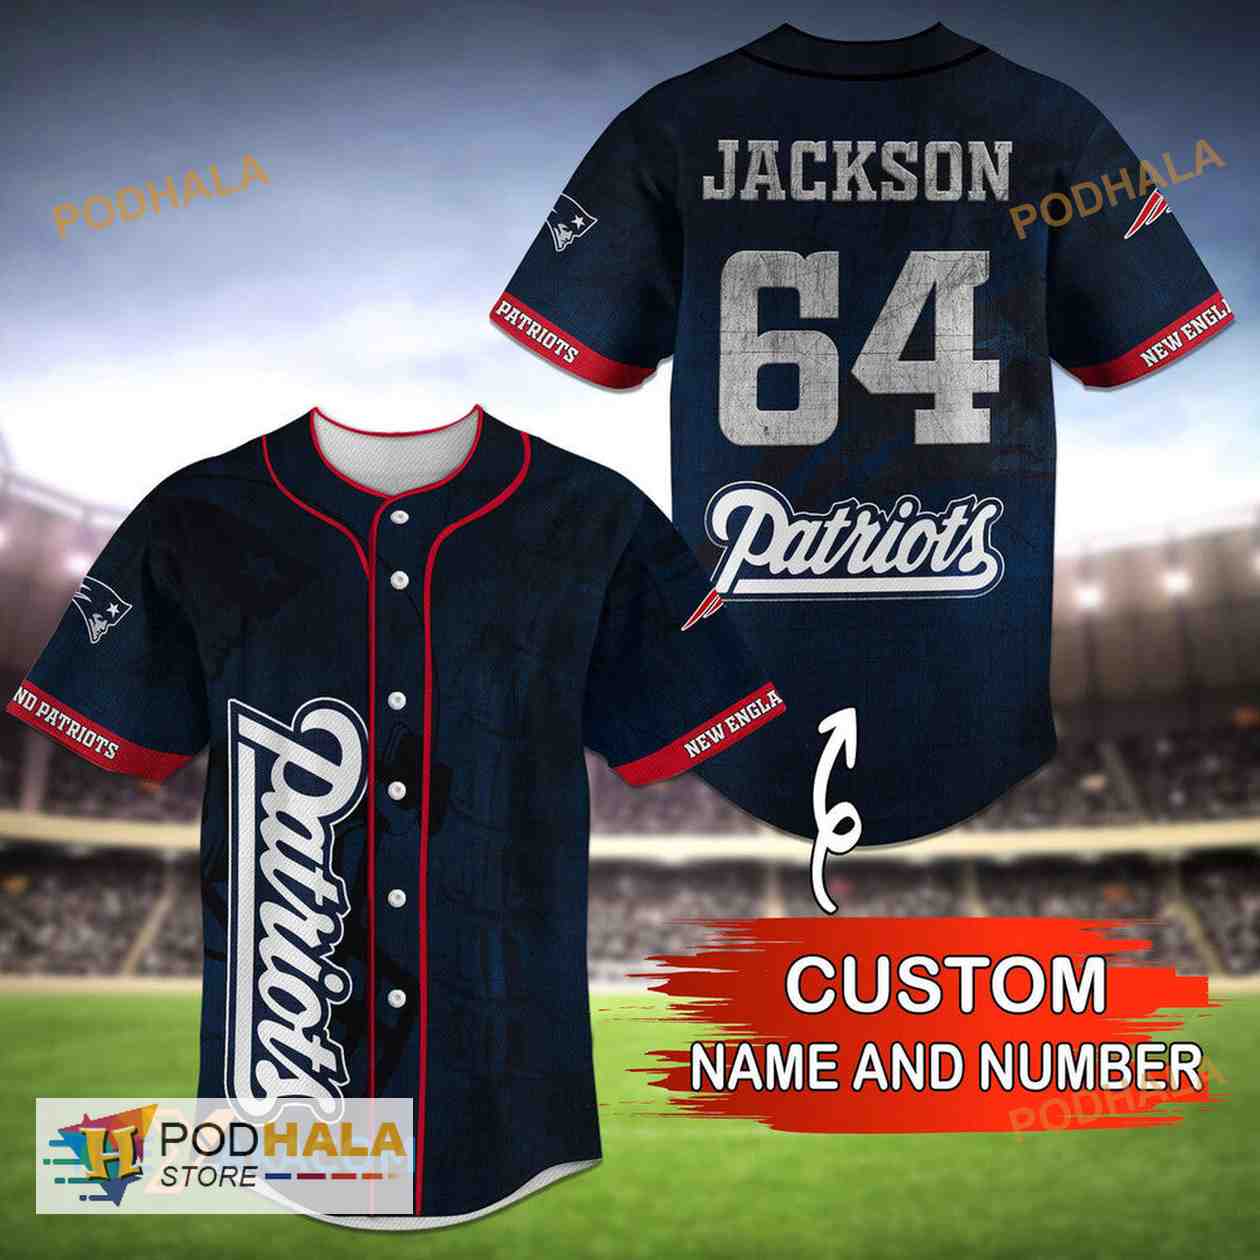 PODHALA
JACKSON
PODHALA
64
PATRIOTS
NEW ENGLA
Patriots
ND PATRIOTS
NEW ENGLA
Patriots
CUSTOM
NAME AND NUMBER
PODHALA
H
PODHALA
STORE